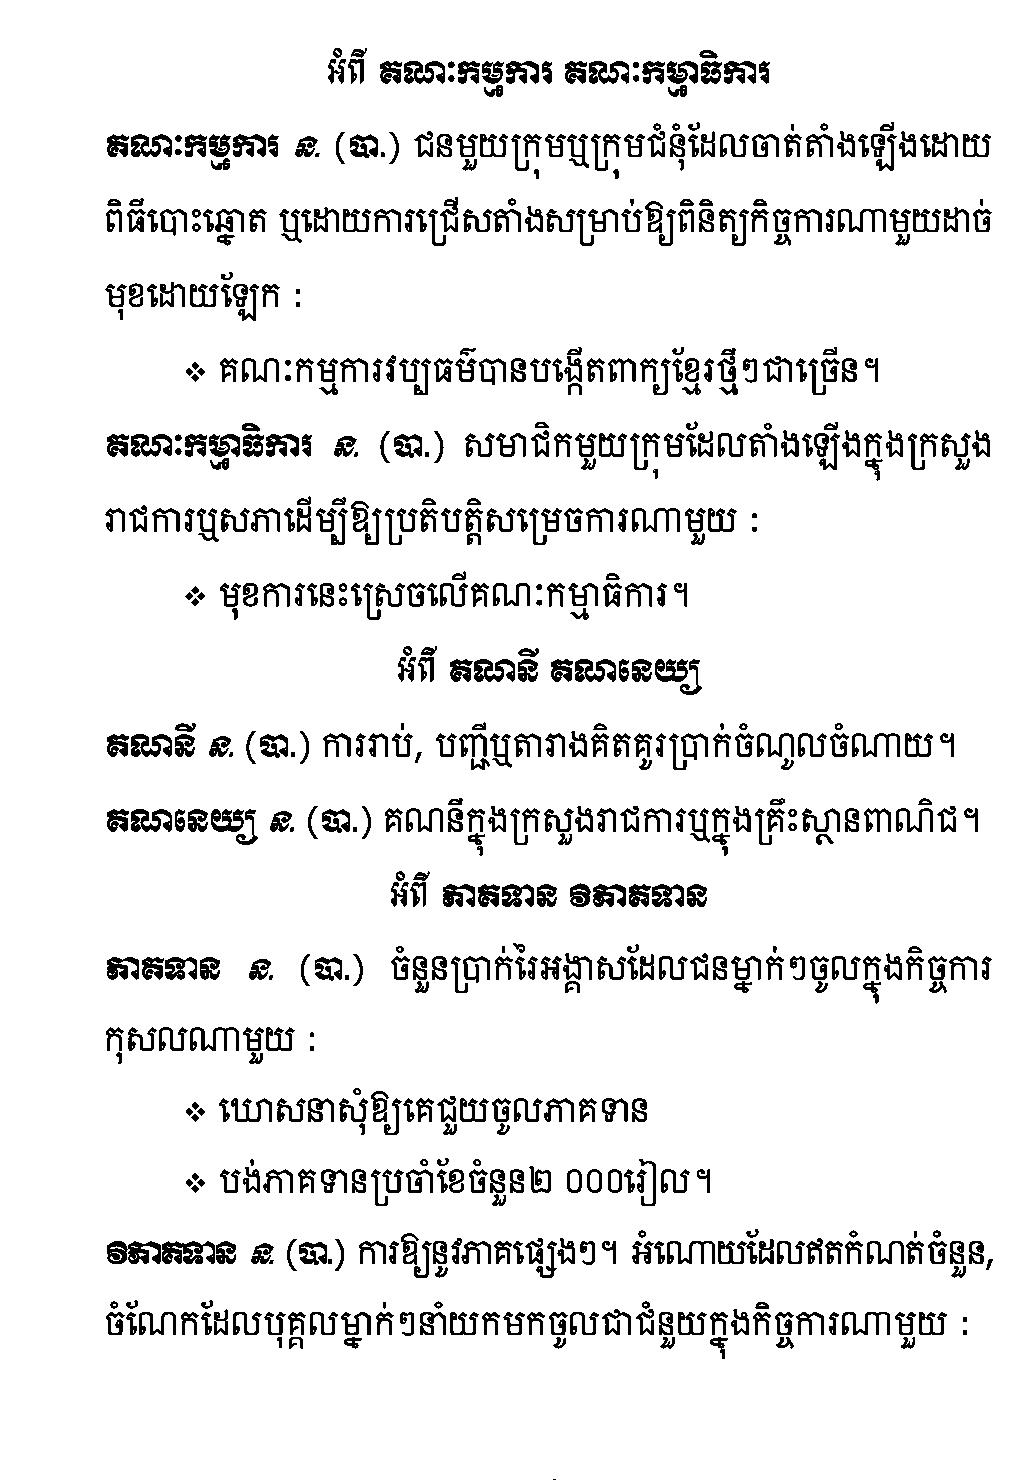 អំពី គណៈកម្មការ គណៈកម្មាធិការ
គណៈកម្មការ ន. (បា.) ជនមួយក្រុមឬក្រុមជំនុំដែលចាត់តាំងឡើងដោយ
ពិធីបោះឆ្នោត ឬដោយការជ្រើសតាំងសម្រាប់ឱ្យពិនិត្យកិច្ចការណាមួយដាច់
មុខដោយឡែក :
❖ គណៈកម្មការវប្បធម៌បានបង្កើតពាក្យខ្មែរថ្មីៗជាច្រើន។
គណៈកម្មាធិការ ន. (បា.) សមាជិកមួយក្រុមដែលតាំងឡើងក្នុងក្រសួង
រាជការឬសភាដើម្បីឱ្យប្រតិបត្តិសម្រេចការណាមួយ :
❖ មុខការនេះស្រេចលើគណៈកម្មាធិការ។
អំពី គណនី គណនេយ្យ
គណនី ន. (បា.) ការរាប់, បញ្ជីឬតារាងគិតគូរប្រាក់ចំណូលចំណាយ។
គណនេយ្យ ន. (បា.) គណនីក្នុងក្រសួងរាជការឬក្នុងគ្រឹះស្ថានពាណិជ។
អំពី ភាគទាន វិភាគទាន
ភាគទាន ន. (បា.) ចំនួនប្រាក់រៃអង្គាសដែលជនម្នាក់ៗចូលក្នុងកិច្ចការ
កុសលណាមួយ :
❖ ឃោសនាសុំឱ្យគេជួយចូលភាគទាន
❖ បង់ភាគទានប្រចាំខែចំនួន២ ០០០រៀល។
វិភាគទាន ន. (បា.) ការឱ្យនូវភាគផ្សេងៗ។ អំណោយដែលឥតកំណត់ចំនួន,
ចំណែកដែលបុគ្គលម្នាក់ៗនាំយកមកចូលជាជំនួយក្នុងកិច្ចការណាមួយ :